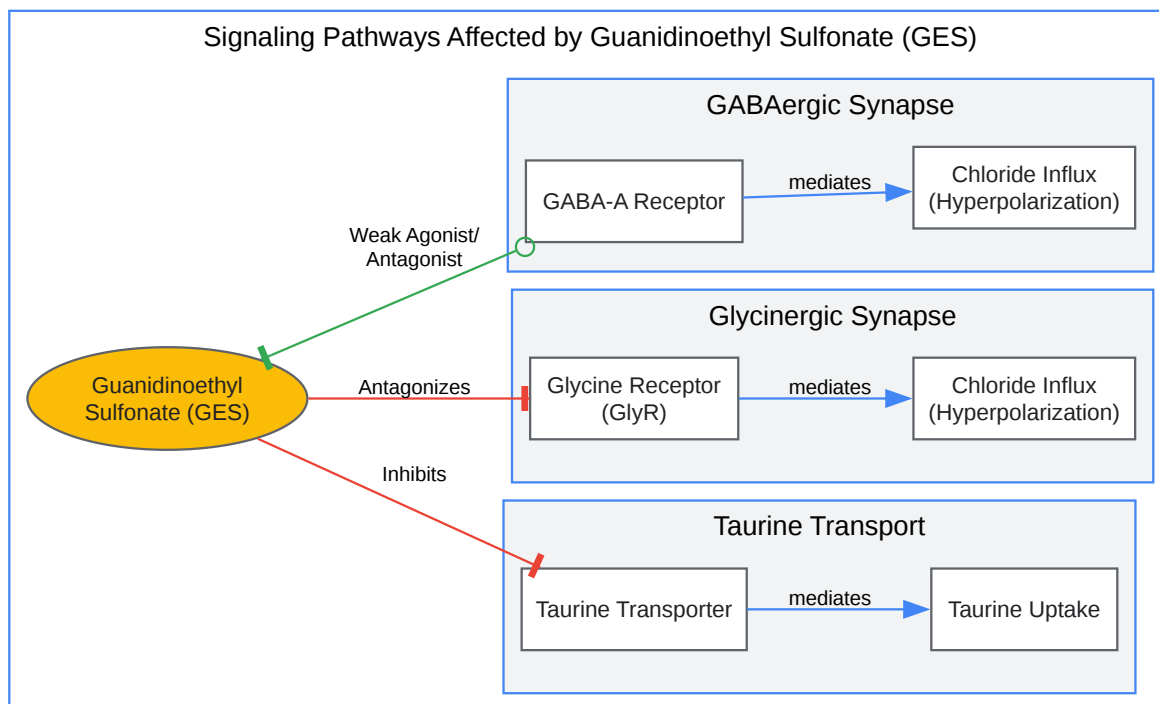 Signaling Pathways Affected by Guanidinoethyl Sulfonate (GES)
GABAergic Synapse
GABA-A Receptor
mediates
Chloride Influx
(Hyperpolarization)
Weak Agonist/
Antagonist
Glycinergic Synapse
Guanidinoethyl
Sulfonate (GES)
Antagonizes
Glycine Receptor
(GlyR)
mediates
Chloride Influx
(Hyperpolarization)
Inhibits
Taurine Transport
Taurine Transporter
mediates
Taurine Uptake